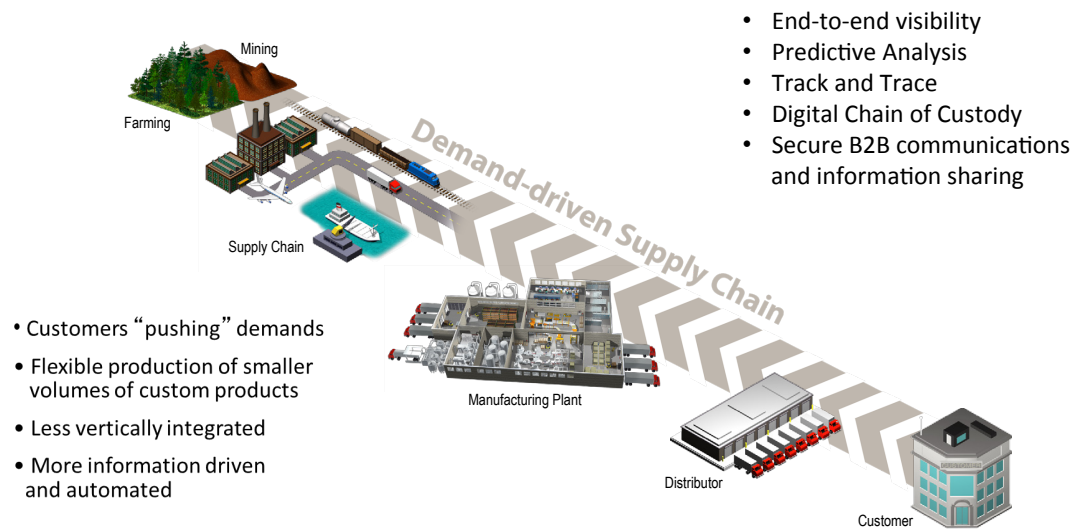 • End-to-end visibility
• Predictive Analysis
• Track and Trace
• Digital Chain of Custody
• Secure B2B communications
and information sharing
Mining
Farming
Demand-driven Supply Chain
Supply Chain
Manufacturing Plant
Distributor
Customer
• Customers “pushing” demands
• Flexible production of smaller
volumes of custom products
• Less vertically integrated
• More information driven
and automated